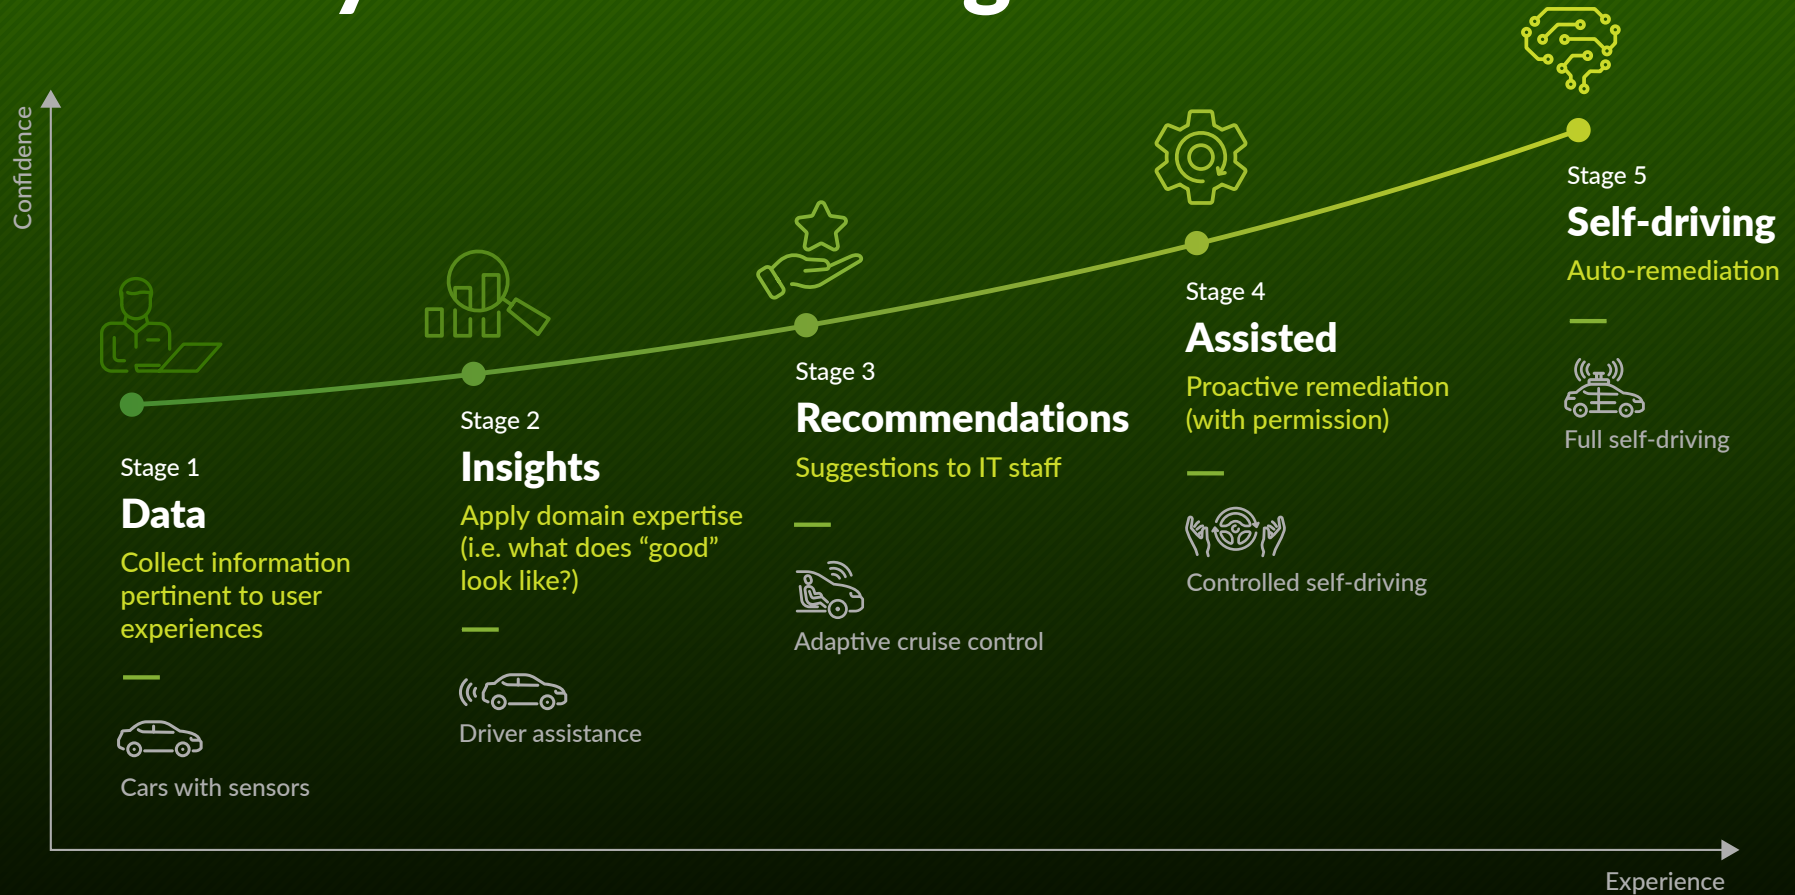 Confidence
Stage 1
Data
Collect information
pertinent to user
experiences
Cars with sensors
Stage 2
Insights
Apply domain expertise
(i.e. what does “good”
look like?)
Driver assistance
Stage 3
Recommendations
Suggestions to IT staff
Adaptive cruise control
Stage 4
Assisted
Proactive remediation
(with permission)
Controlled self-driving
Stage 5
Self-driving
Auto-remediation
Full self-driving
Experience